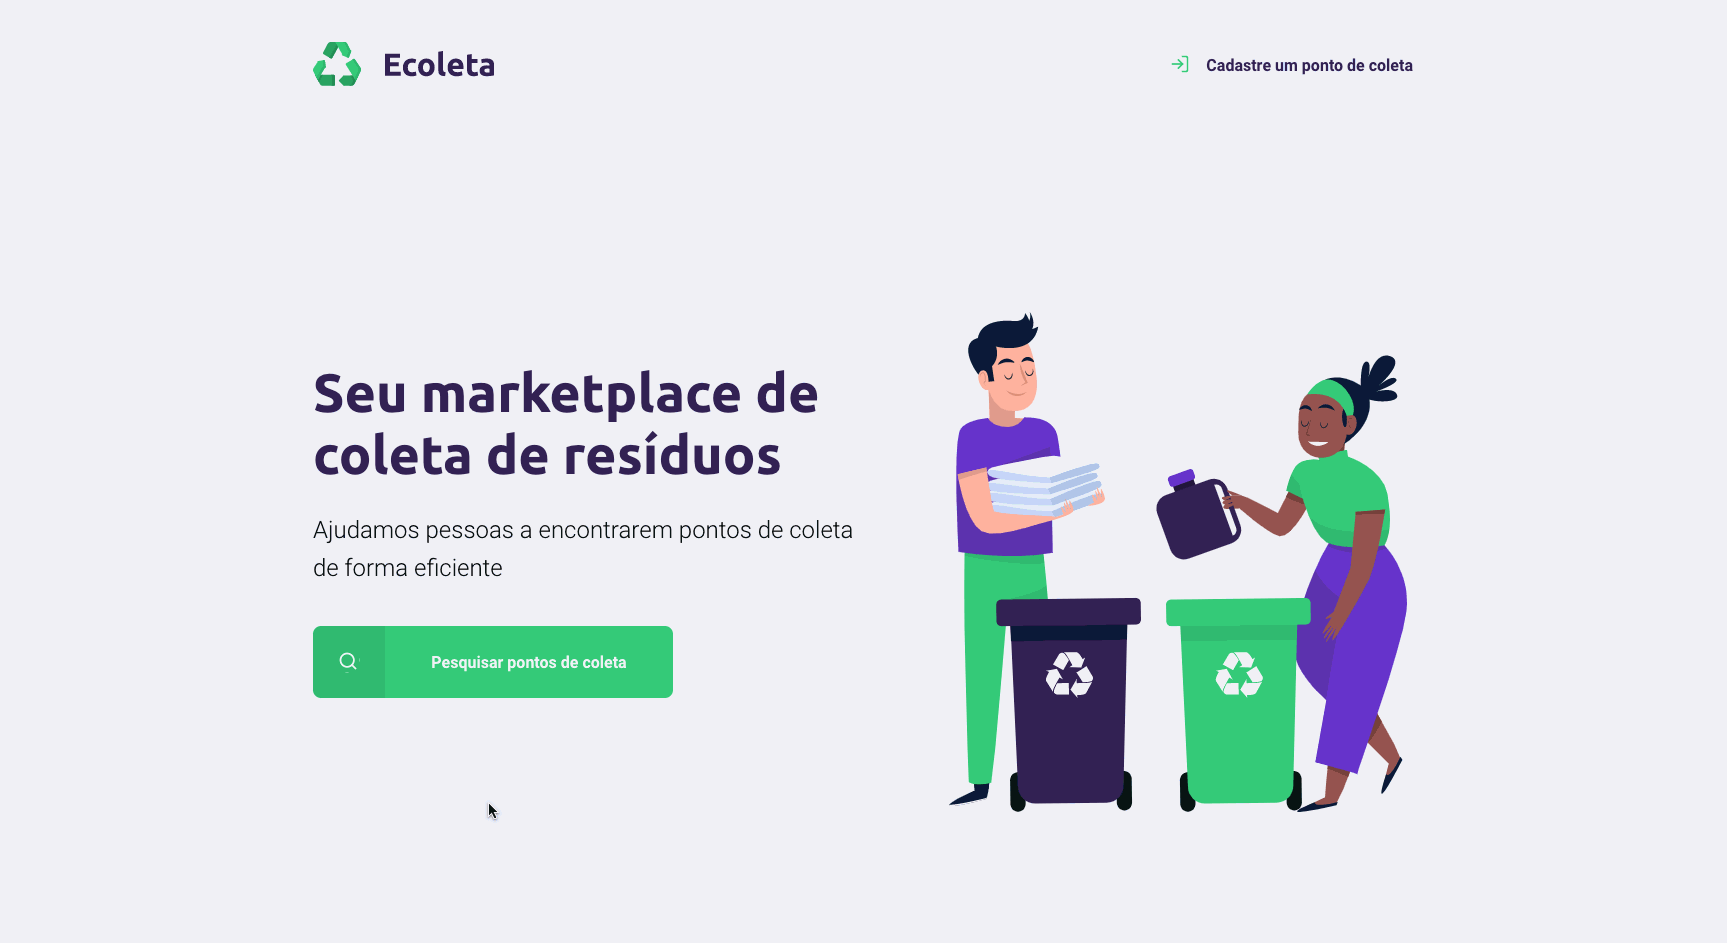 Ecoleta
Cadastre um ponto de coleta
Seu marketplace de
coleta de resíduos
Ajudamos pessoas a encontrarem pontos de coleta
de forma eficiente
Pesquisar pontos de coleta